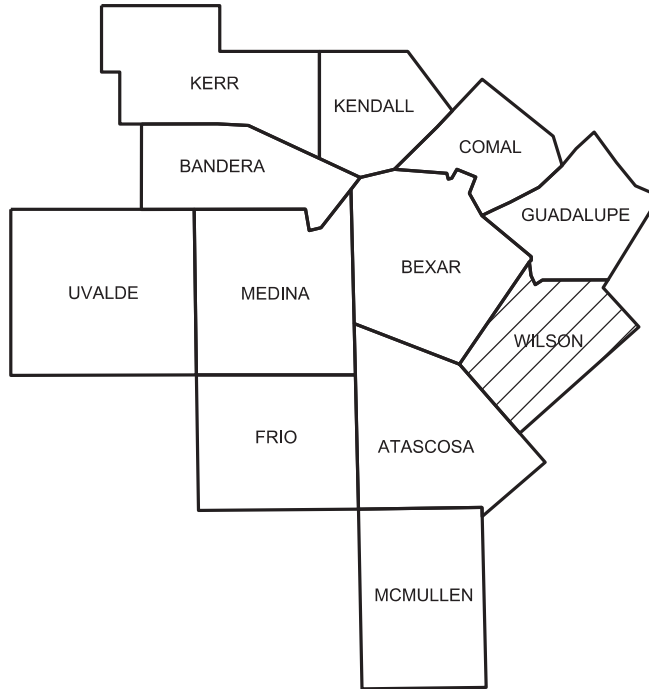 KERR
KENDALL
COMAL
BANDERA
GUADALUPE
BEXAR
UVALDE
MEDINA
WILSON
FRIO
ATASCOSA
MCMULLEN